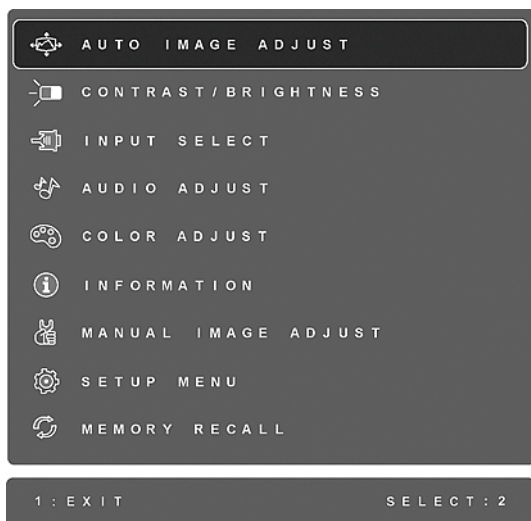 AUTO IMAGE ADJUST
CONTRAST/BRIGHTNESS
INPUT SELECT
AUDIO ADJUST
COLOR ADJUST
INFORMATION
MANUAL IMAGE ADJUST
SETUP MENU
MEMORY RECALL
1:EXIT SELECT:2